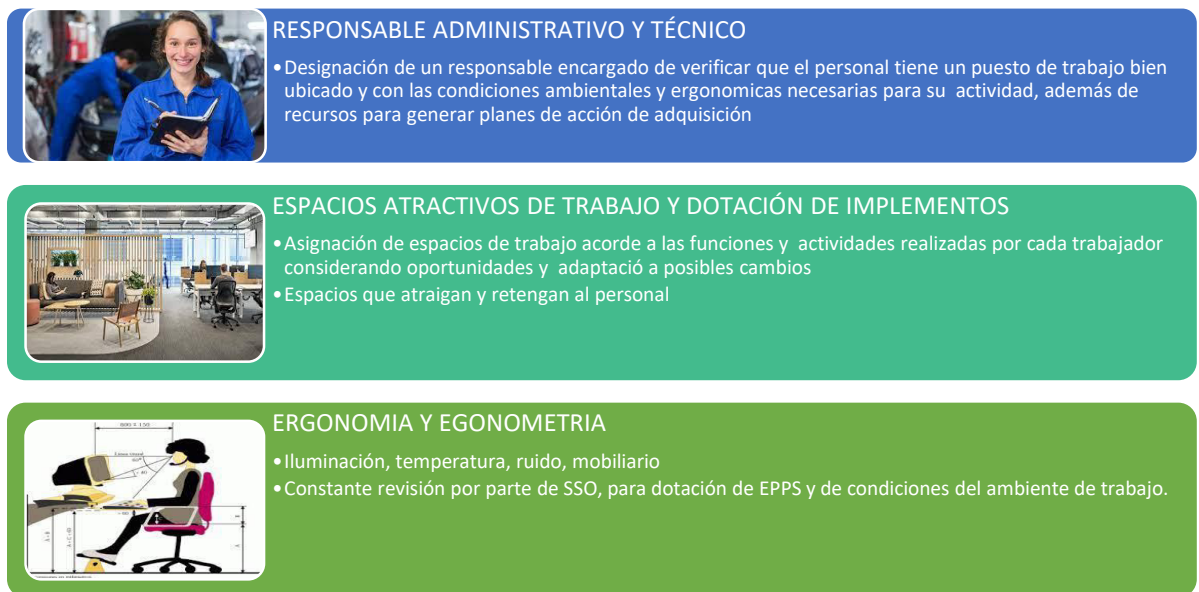 RESPONSABLE ADMINISTRATIVO Y TÉCNICO
•Designación de un responsable encargado de verificar que el personal tiene un puesto de trabajo bien
ubicado y con las condiciones ambientales y ergonomicas necesarias para su actividad, además de
recursos para generar planes de acción de adquisición
ESPACIOS ATRACTIVOS DE TRABAJO Y DOTACIÓN DE IMPLEMENTOS
•Asignación de espacios de trabajo acorde a las funciones y actividades realizadas por cada trabajador
considerando oportunidades y adaptació a posibles cambios
•Espacios que atraigan y retengan al personal
ERGONOMIA Y EGONOMETRIA
•Iluminación, temperatura, ruido, mobiliario
•Constante revisión por parte de SSO, para dotación de EPPS y de condiciones del ambiente de trabajo.